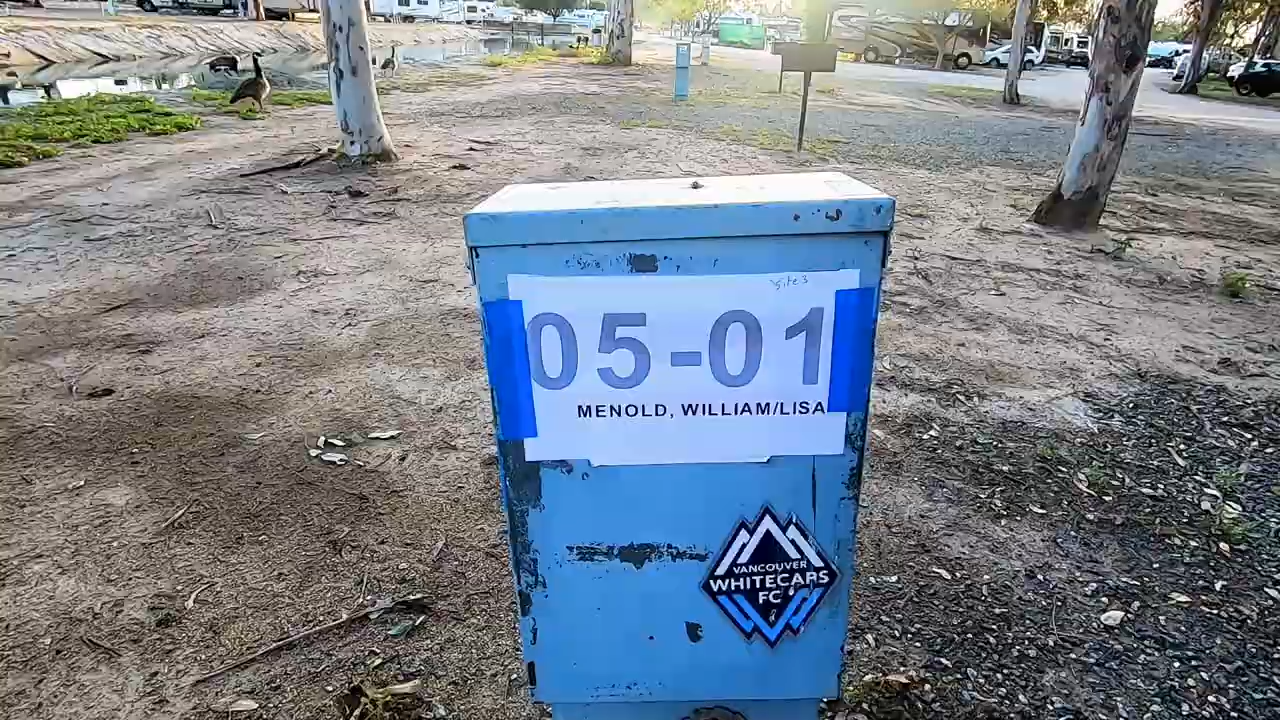 Site 3
05-01
MENOLD, WILLIAM/LISA
VANCOUVER
WHITECAPS
FC